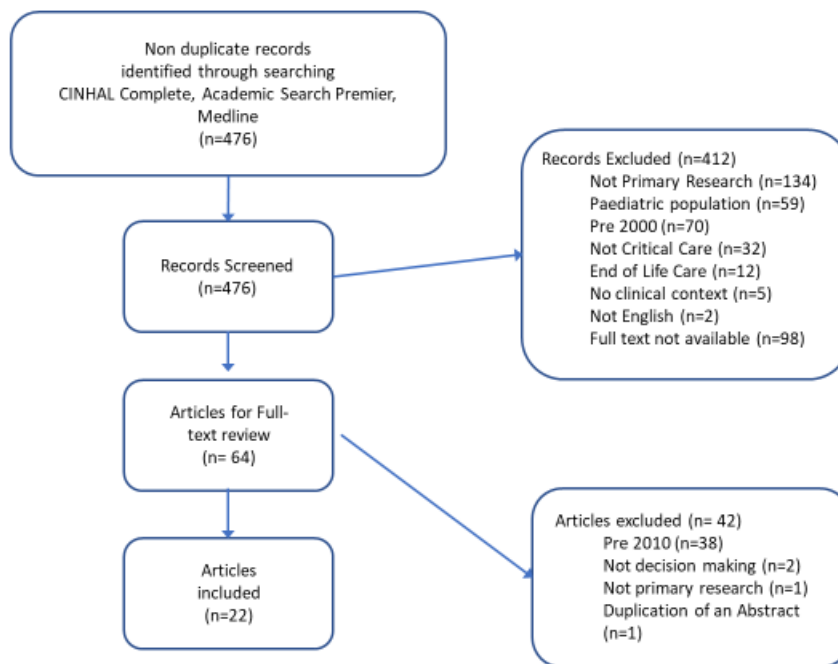 Non duplicate records
identified through searching
CINHAL Complete, Academic Search Premier,
Medline
(n=476)
Records Screened
(n=476)
Records Excluded (n=412)
Not Primary Research (n=134)
Paediatric population (n=59)
Pre 2000 (n=70)
Not Critical Care (n=32)
End of Life Care (n=12)
No clinical context (n=5)
Not English (n=2)
Full text not available (n=98)
Articles for Full-
text review
(n= 64)
Articles excluded (n= 42)
Pre 2010 (n=38)
Not decision making (n=2)
Not primary research (n=1)
Duplication of an Abstract
(n=1)
Articles
included
(n=22)